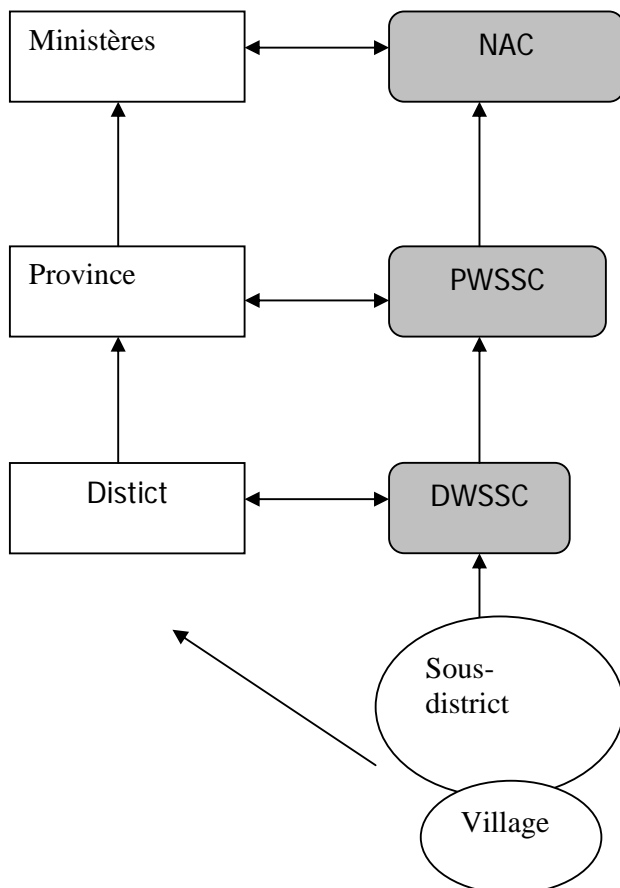 Ministères
NAC
Province
PWSSC
Distict
DWSSC
Sous-
district
Village